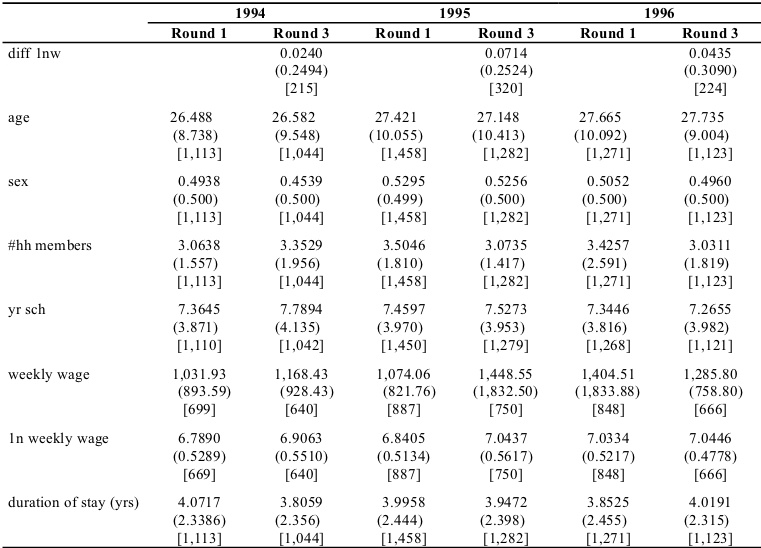 1994 1995 1996
Round 1 Round 3 Round 1 Round 3 Round 1 Round 3
diff 1nw 0.0240 0.0714 0.0435
(0.2494) (0.2524) (0.3090)
[215] [320] [224]
age 26.488 26.582 27.421 27.148 27.665 27.735
(8.738) (9.548) (10.055) (10.413) (10.092) (9.004)
[1,113] [1,044] [1,458] [1,282] [1,271] [1,123]
sex 0.4938 0.4539 0.5295 0.5256 0.5052 0.4960
(0.500) (0.500) (0.499) (0.500) (0.500) (0.500)
[1,113] [1,044] [1,458] [1,282] [1,271] [1,123]
#hh members 3.0638 3.3529 3.5046 3.0735 3.4257 3.0311
(1.557) (1.956) (1.810) (1.417) (2.591) (1.819)
[1,113] [1,044] [1,458] [1,282] [1,271] [1,123]
yr sch 7.3645 7.7894 7.4597 7.5273 7.3446 7.2655
(3.871) (4.135) (3.970) (3.953) (3.816) (3.982)
[1,110] [1,042] [1,450] [1,279] [1,268] [1,121]
weekly wage 1,031.93 1,168.43 1,074.06 1,448.55 1,404.51 1,285.80
(893.59) (928.43) (821.76) (1,832.50) (1,833.88) (758.80)
[699] [640] [887] [750] [848] [666]
1n weekly wage 6.7890 6.9063 6.8405 7.0437 7.0334 7.0446
(0.5289) (0.5510) (0.5134) (0.5617) (0.5217) (0.4778)
[669] [640] [887] [750] [848] [666]
duration of stay (yrs) 4.0717 3.8059 3.9958 3.9472 3.8525 4.0191
(2.3386) (2.356) (2.444) (2.398) (2.455) (2.315)
[1,113] [1,044] [1,458] [1,282] [1,271] [1,123]